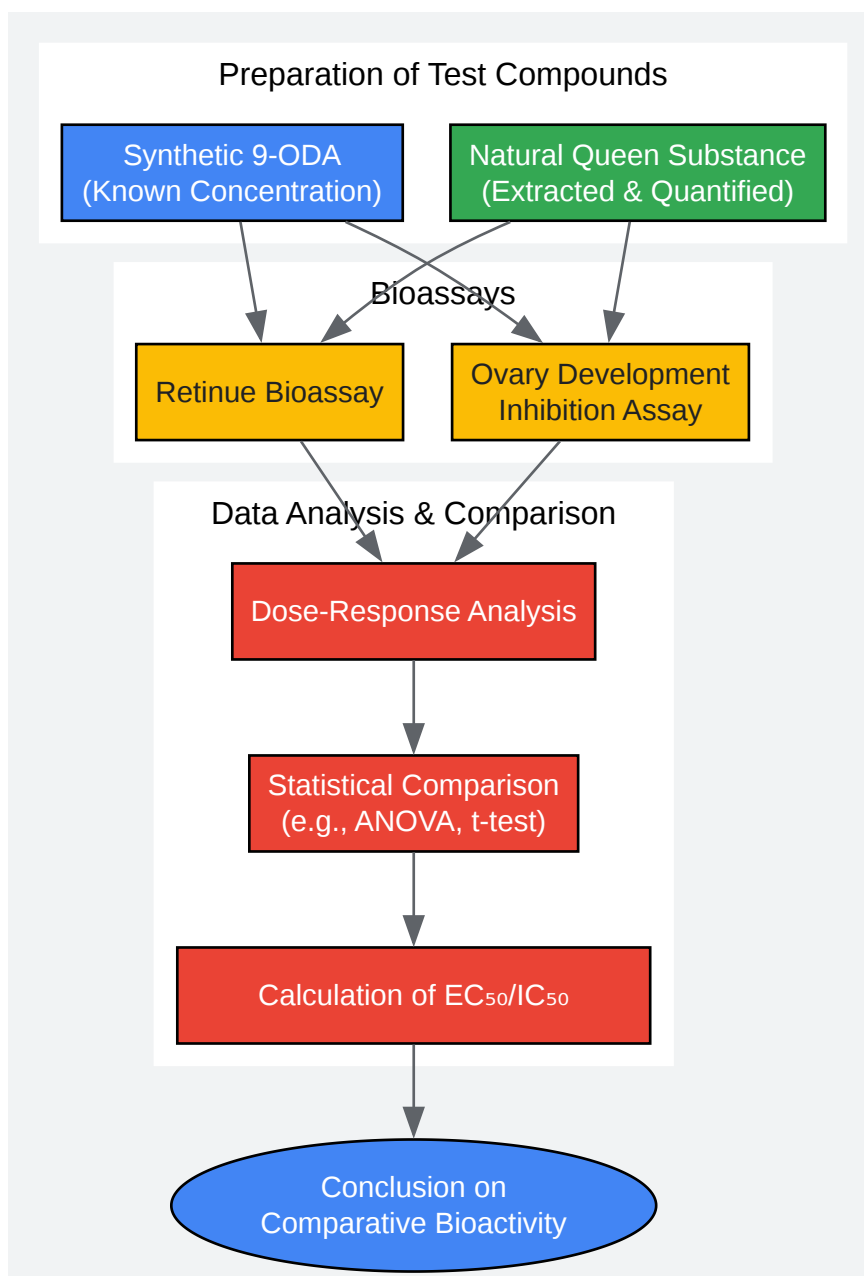 Preparation of Test Compounds
Synthetic 9-ODA
(Known Concentration)
Natural Queen Substance
(Extracted & Quantified)
Bioassays
Retinue Bioassay
Ovary Development
Inhibition Assay
Data Analysis & Comparison
Dose-Response Analysis
Statistical Comparison
(e.g., ANOVA, t-test)
Calculation of EC₅₀/IC₅₀
Conclusion on
Comparative Bioactivity